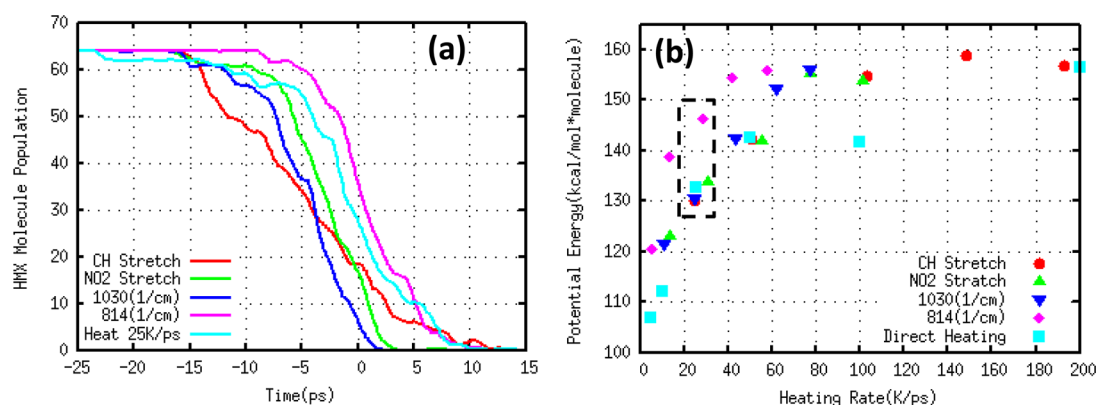 (a)
HMX Molecule Population
70
60
50
40
30
20
10
0
CH Stretch
NO2 Stretch
1030(1/cm)
814(1/cm)
Heat 25K/ps
-25
-20
-15
-10
-5
0
5
10
15
Time(ps)
(b)
Potential Energy(kcal/mol*molecule)
160
150
140
130
120
110
100
CH Stretch
NO2 Stratch
1030(1/cm)
814(1/cm)
Direct Heating
0
20
40
60
80
100
120
140
160
180
200
Heating Rate(K/ps)